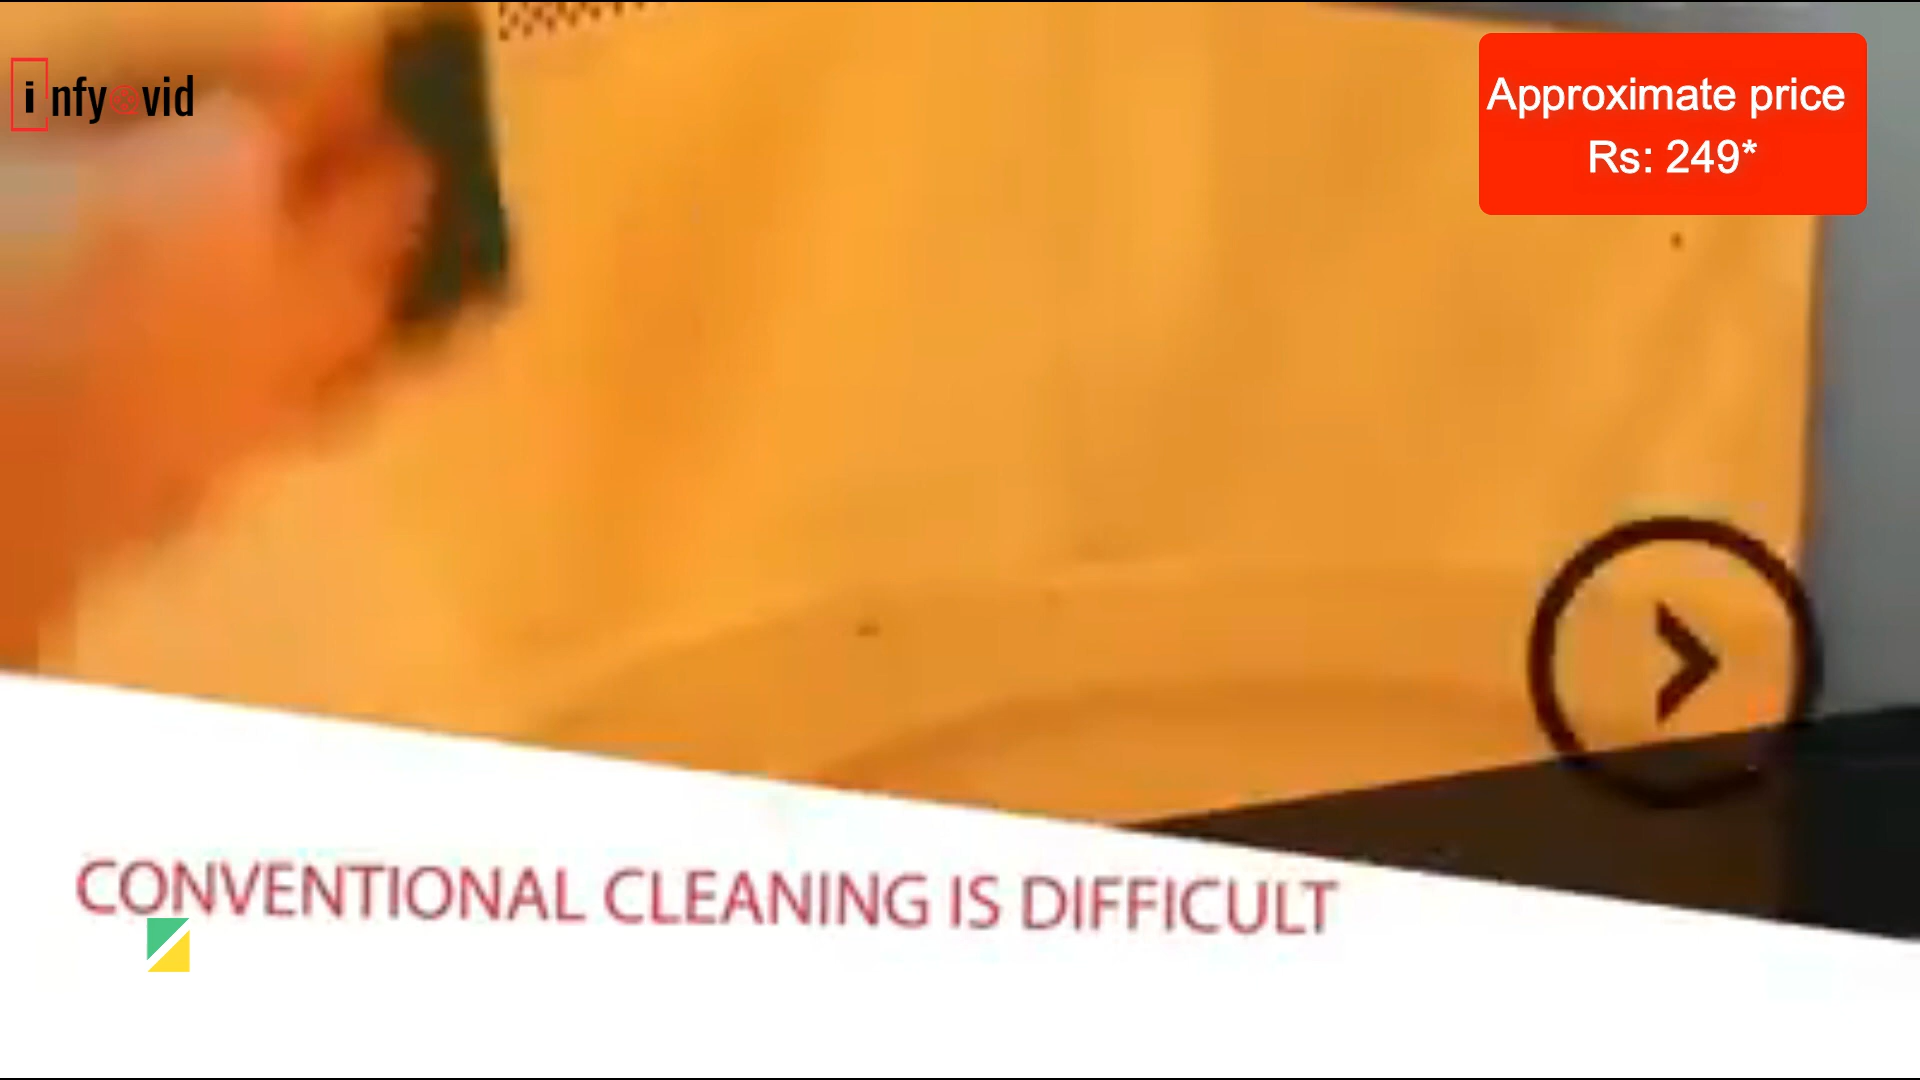 infyvid
Approximate price
Rs: 249*
CONVENTIONAL CLEANING IS DIFFICULT